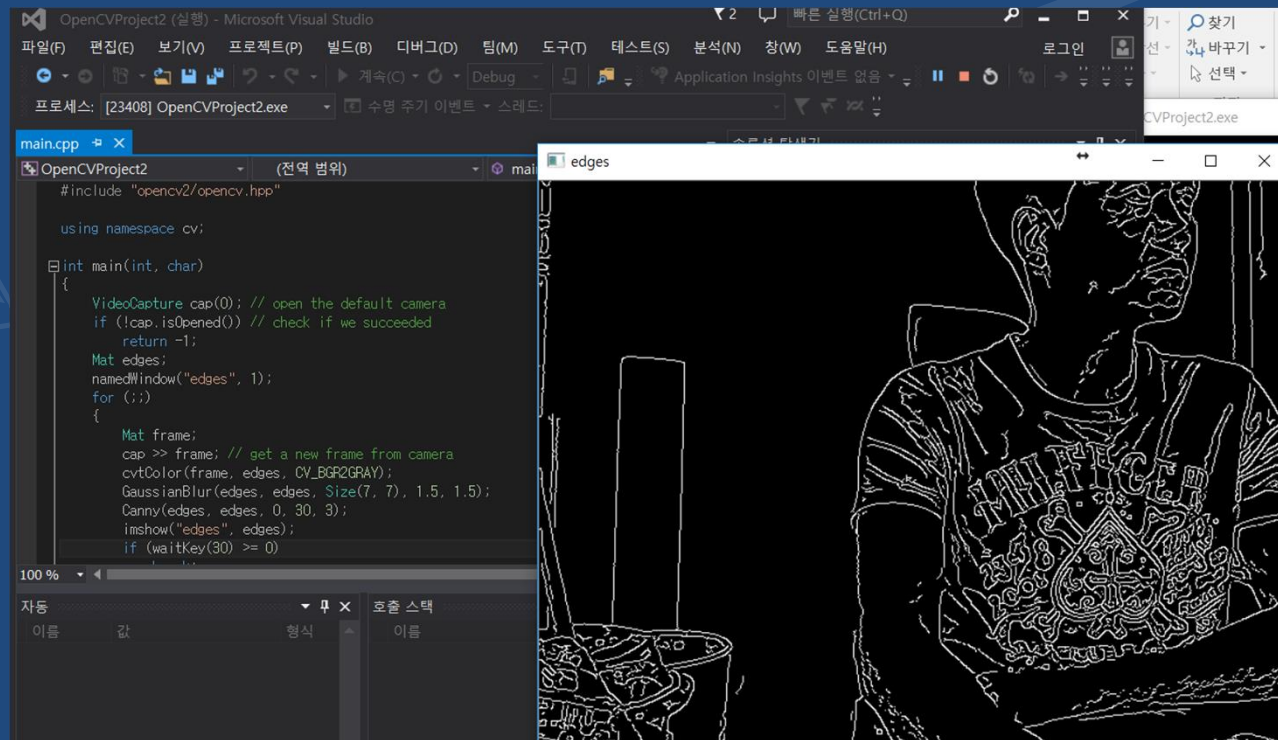 OpenCVProject2 (실행) - Microsoft Visual Studio
2
빠른 실행(Ctrl+Q)
파일(F) 편집(E) 보기(V) 프로젝트(P) 빌드(B) 디버그(D) 팀(M) 도구(T) 테스트(S) 분석(N) 창(W) 도움말(H)
로그인
찾기
바꾸기
선택
계속(C) Debug Application Insights 이벤트 없음
프로세스: [23408] OpenCVProject2.exe 수명 주기 이벤트 스레드:
CVProject2.exe
main.cpp
OpenCVProject2 (전역 범위) mai
edges
#include "opencv2/opencv.hpp"
using namespace cv;
int main(int, char)
{
VideoCapture cap(0); // open the default camera
if (!cap.isOpened()) // check if we succeeded
return -1;
Mat edges;
namedWindow("edges", 1);
for (;;)
{
Mat frame;
cap >> frame; // get a new frame from camera
cvtColor(frame, edges, CV_BGR2GRAY);
GaussianBlur(edges, edges, Size(7, 7), 1.5, 1.5);
Canny(edges, edges, 0, 30, 3);
imshow("edges", edges);
if (waitKey(30) >= 0)
100 %
자동 호출 스택
이름 값 형식 이름